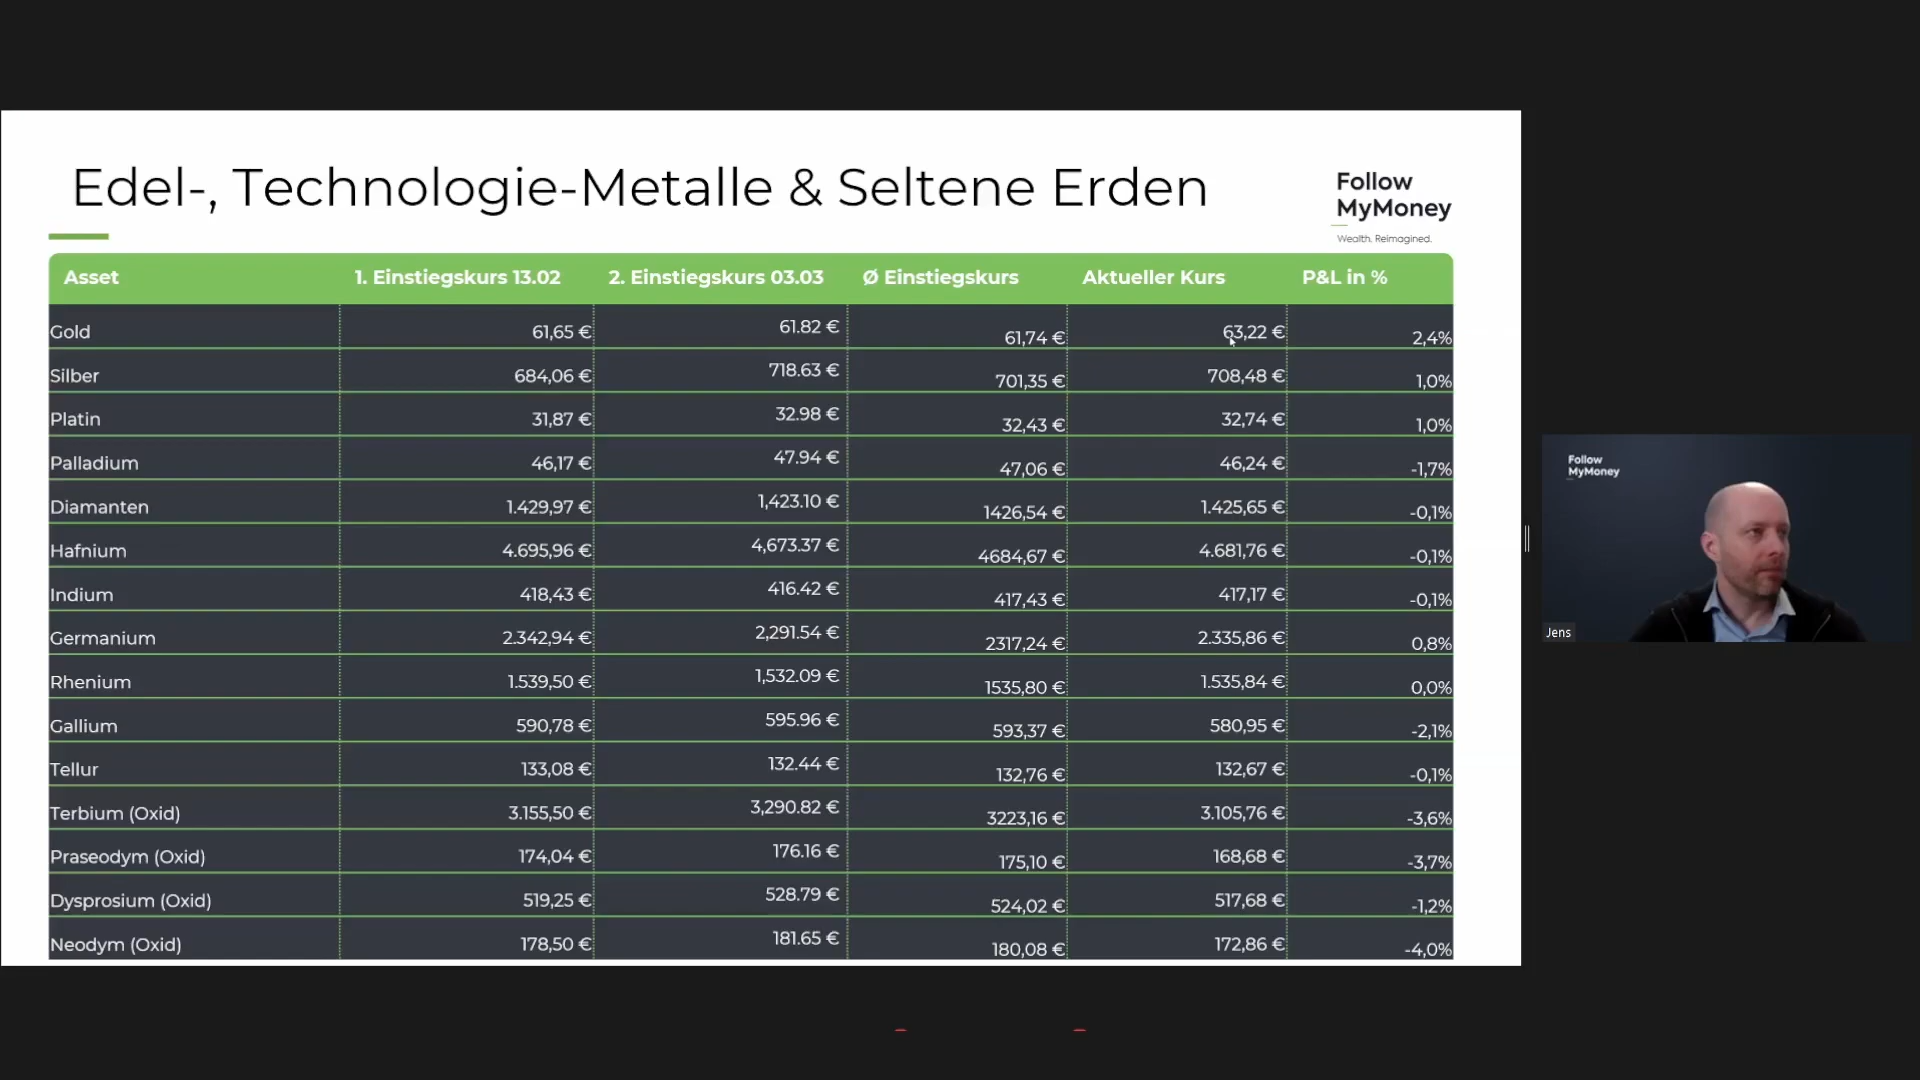 Edel-, Technologie-Metalle & Seltene Erden
Follow
MyMoney
Wealth. Reimagined.
Asset 1. Einstiegskurs 13.02 2. Einstiegskurs 03.03 Ø Einstiegskurs Aktueller Kurs P&L in %
Gold 61,65 € 61.82 € 61,74 € 63,22 € 2,4%
Silber 684,06 € 718.63 € 701,35 € 708,48 € 1,0%
Platin 31,87 € 32.98 € 32,43 € 32,74 € 1,0%
Palladium 46,17 € 47.94 € 47,06 € 46,24 € -1,7%
Diamanten 1.429,97 € 1,423.10 € 1426,54 € 1.425,65 € -0,1%
Hafnium 4.695,96 € 4,673.37 € 4684,67 € 4.681,76 € -0,1%
Indium 418,43 € 416.42 € 417,43 € 417,17 € -0,1%
Germanium 2.342,94 € 2,291.54 € 2317,24 € 2.335,86 € 0,8%
Rhenium 1.539,50 € 1,532.09 € 1535,80 € 1.535,84 € 0,0%
Gallium 590,78 € 595.96 € 593,37 € 580,95 € -2,1%
Tellur 133,08 € 132.44 € 132,76 € 132,67 € -0,1%
Terbium (Oxid) 3.155,50 € 3,290.82 € 3223,16 € 3.105,76 € -3,6%
Praseodym (Oxid) 174,04 € 176.16 € 175,10 € 168,68 € -3,7%
Dysprosium (Oxid) 519,25 € 528.79 € 524,02 € 517,68 € -1,2%
Neodym (Oxid) 178,50 € 181.65 € 180,08 € 172,86 € -4,0%
Follow
MyMoney
Jens